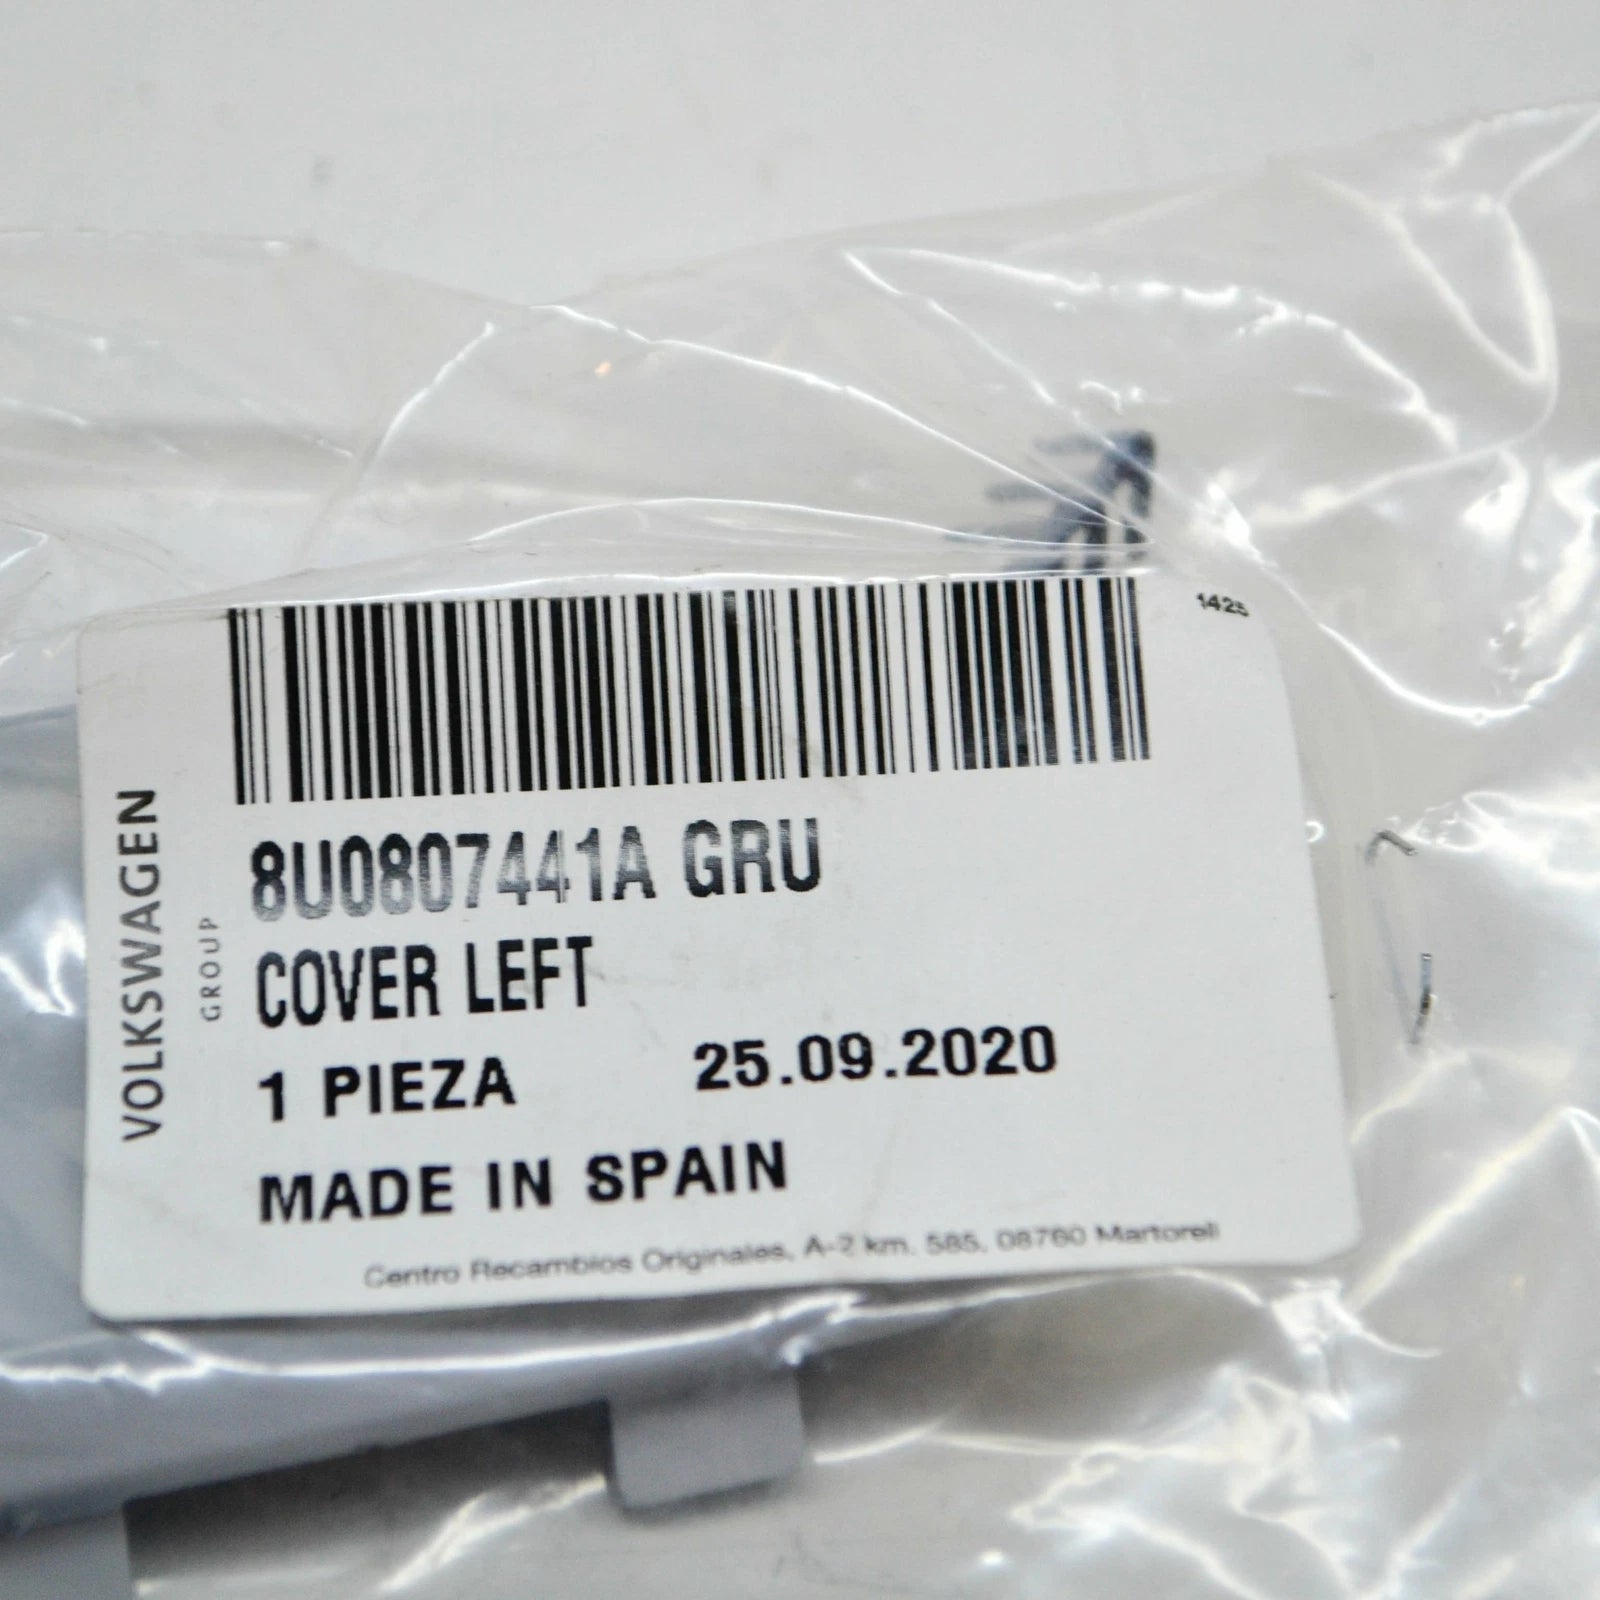 1425
VOLKSWAGEN
GROUP
8U0807441A GRU
COVER LEFT
1 PIEZA 25.09.2020
MADE IN SPAIN
Centro Recambios Originales, A-2 km. 585, 08760 Martorell